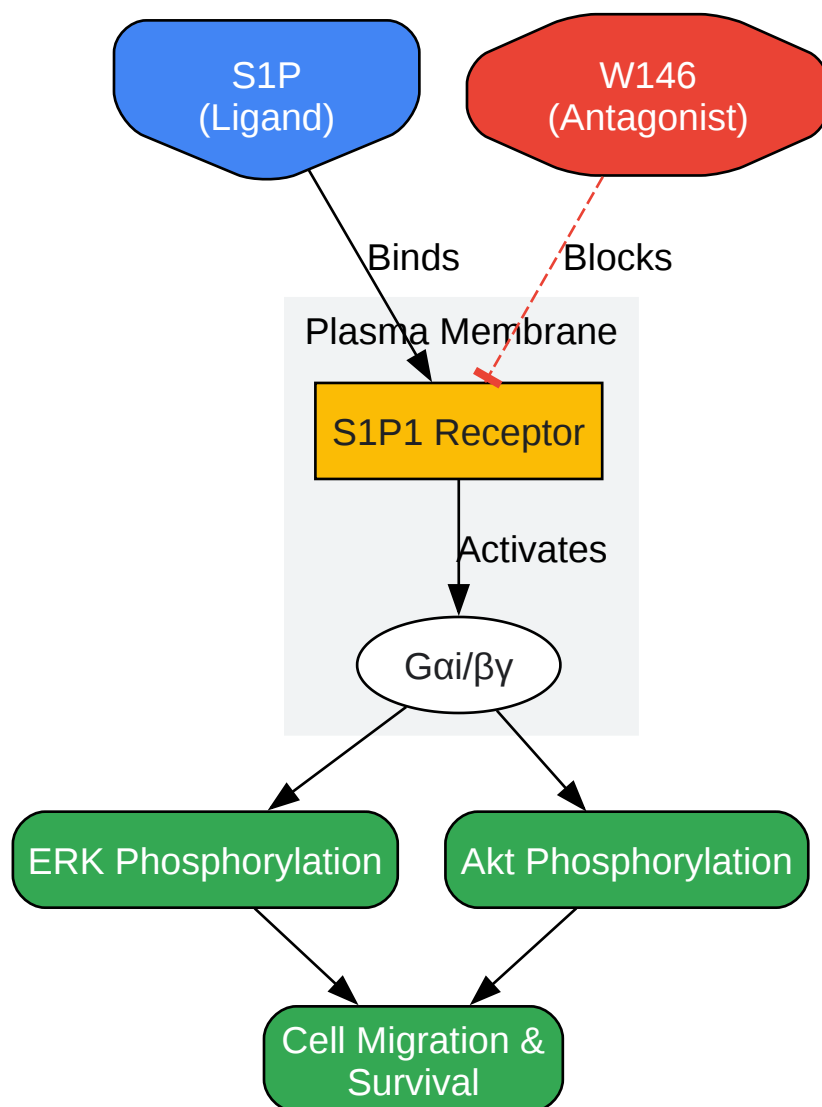 S1P
(Ligand)
W146
(Antagonist)
Binds
Blocks
Plasma Membrane
S1P1 Receptor
Activates
Gαi/βγ
ERK Phosphorylation
Akt Phosphorylation
Cell Migration &
Survival